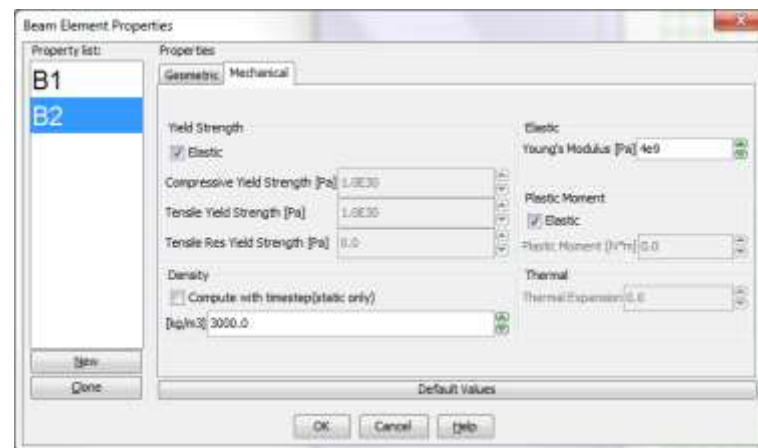 Beam Element Properties
Property list:
B1
B2
New
Clone
Properties
Geometric Mechanical
Yield Strength
Elastic
Compressive Yield Strength [Pa] 1.0E30
Tensile Yield Strength [Pa] 1.0E30
Tensile Res Yield Strength [Pa] 0.0
Density
Compute with timestep(static only)
[kg/m3] 3000.0
Elastic
Young's Modulus [Pa] 4e9
Plastic Moment
Elastic
Plastic Moment [N*m] 0.0
Thermal
Thermal Expansion 0.0
Default Values
OK Cancel Help